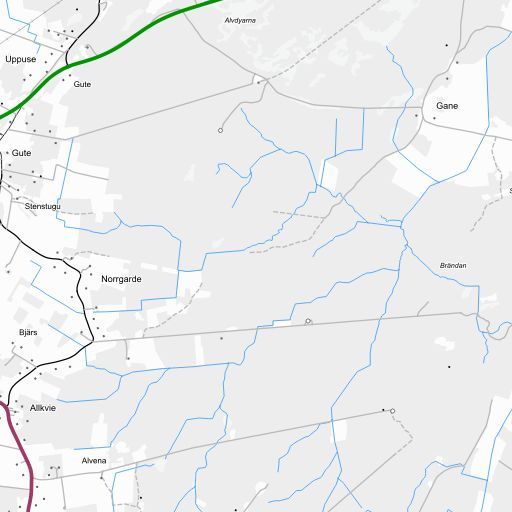 Alvdyarna
Uppuse
Gute
Gane
Gute
Stenstugu
Brändan
Norrgarde
Bjärs
Allkvie
Alvena